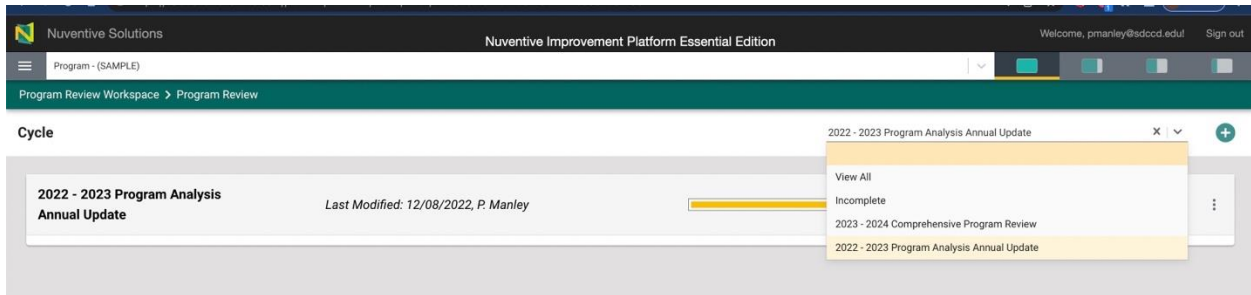 Nuventive Solutions
Nuventive Improvement Platform Essential Edition
Welcome, pmanley@sdccd.edu!
Sign out
Program - (SAMPLE)
Program Review Workspace > Program Review
Cycle
2022 - 2023 Program Analysis Annual Update
2022 - 2023 Program Analysis
Annual Update
Last Modified: 12/08/2022, P. Manley
View All
Incomplete
2023 - 2024 Comprehensive Program Review
2022 - 2023 Program Analysis Annual Update